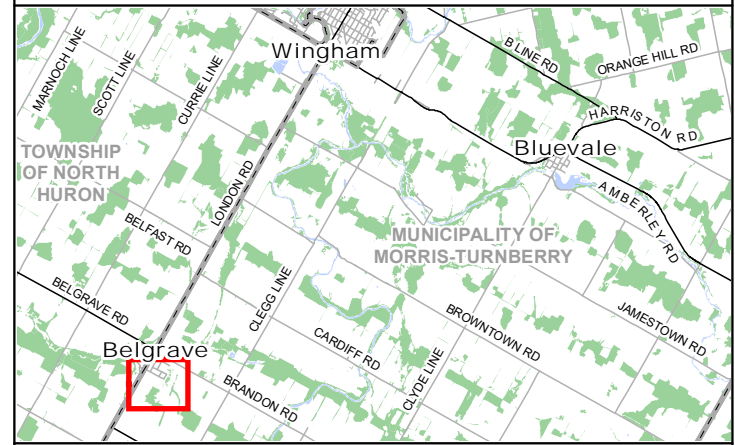 Wingham
B LINE RD
ORANGE HILL RD
MARNOCH LINE
SCOTT LINE
CURRIE LINE
HARRISTON RD
Bluevale
TOWNSHIP
OF NORTH
HURON
LONDON RD
AMBERLEY RD
BELFAST RD
MUNICIPALITY OF
MORRIS-TURNBERRY
BELGRAVE RD
CLEGG LINE
BROWNTOWN RD
JAMESTOWN RD
CARDIFF RD
Belgrave
CLYDE LINE
BRANDON RD